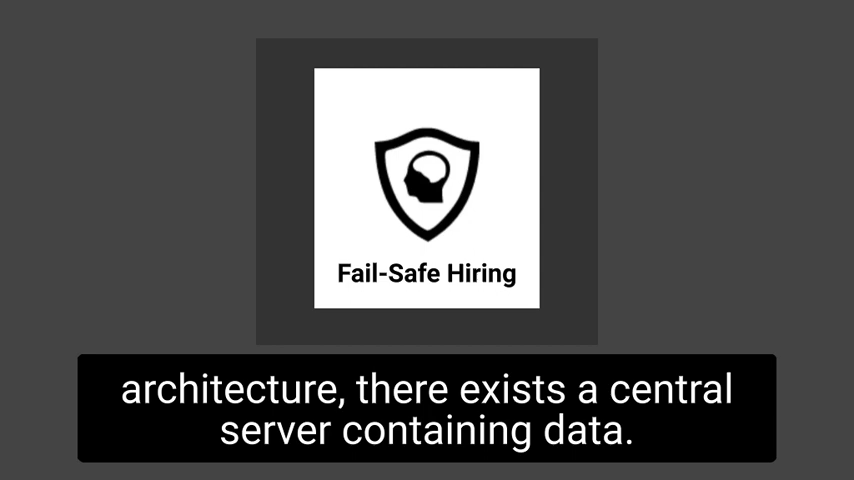 Fail-Safe Hiring
architecture, there exists a central
server containing data.